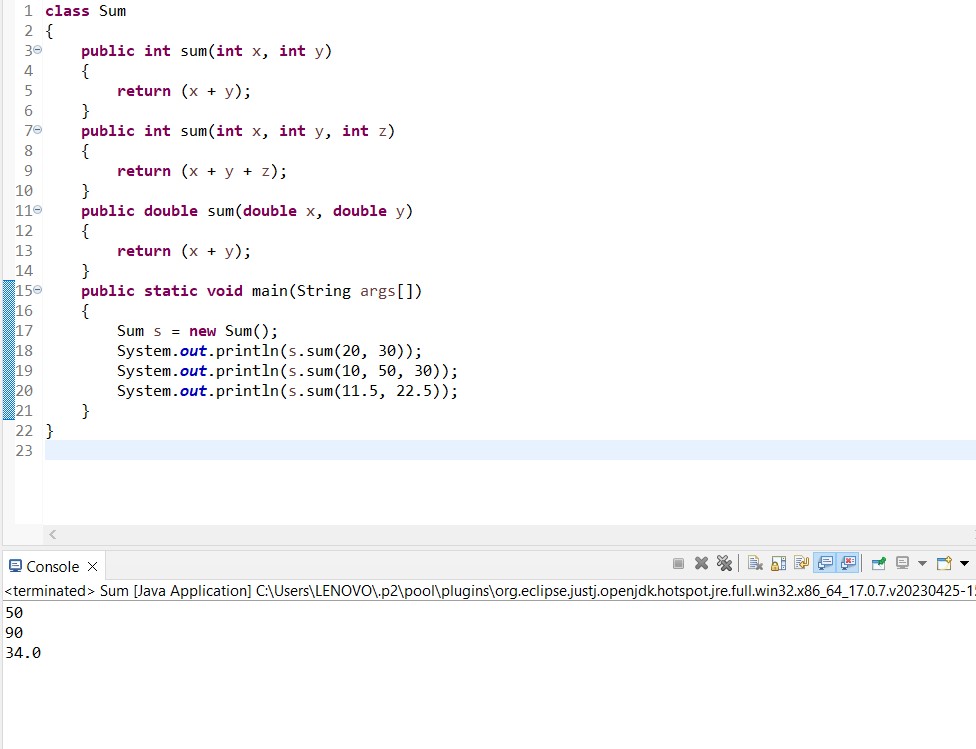 1 class Sum
2 {
3 public int sum(int x, int y)
4 {
5 return (x + y);
6 }
7 public int sum(int x, int y, int z)
8 {
9 return (x + y + z);
10 }
11 public double sum(double x, double y)
12 {
13 return (x + y);
14 }
15 public static void main(String args[])
16 {
17 Sum s = new Sum();
18 System.out.println(s.sum(20, 30));
19 System.out.println(s.sum(10, 50, 30));
20 System.out.println(s.sum(11.5, 22.5));
21 }
22 }
23
Console
<terminated> Sum [Java Application] C:\Users\LENOVO\.p2\pool\plugins\org.eclipse.justj.openjdk.hotspot.jre.full.win32.x86_64_17.0.7.v20230425-1
50
90
34.0